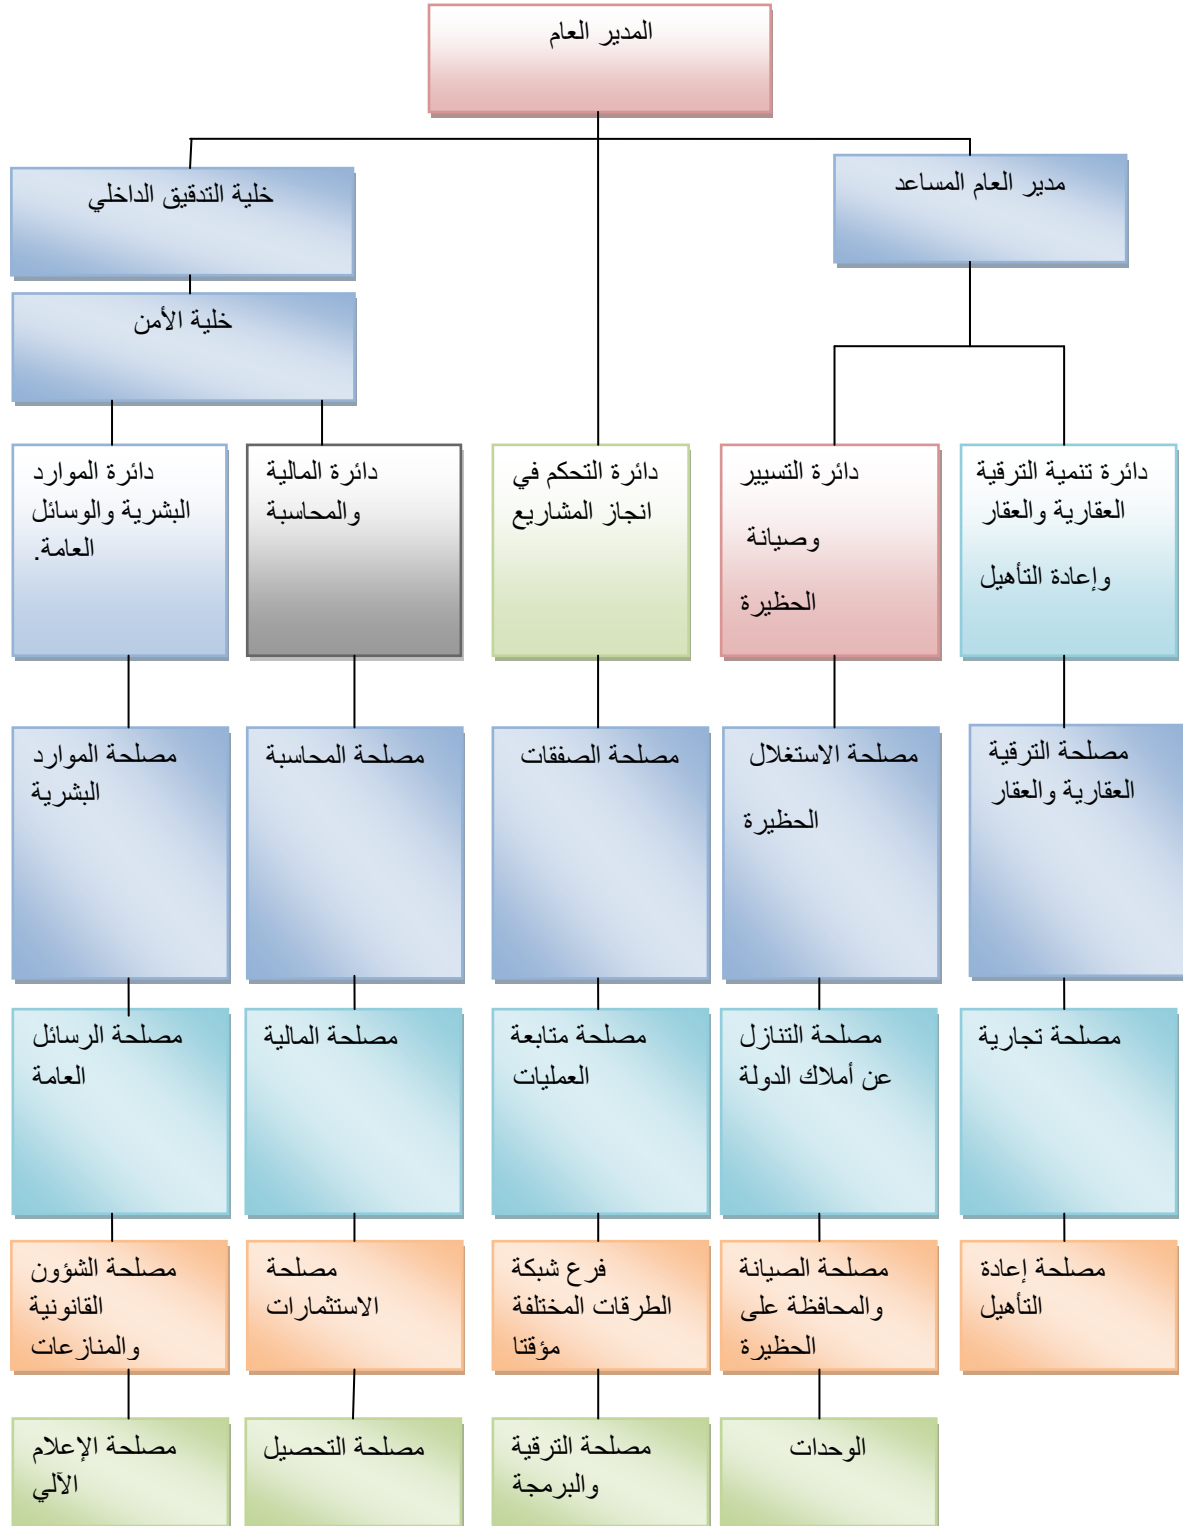 المدير العام
مدير العام المساعد
خلية التدقيق الداخلي
خلية الأمن
دائرة تنمية الترقية
العقارية والعقار
وإعادة التأهيل
دائرة التسيير
وصيانة
الحظيرة
دائرة التحكم في
انجاز المشاريع
دائرة المالية
والمحاسبة
دائرة الموارد
البشرية والوسائل
العامة.
مصلحة الترقية
العقارية والعقار
مصلحة الاستغلال
الحظيرة
مصلحة الصفقات
مصلحة المحاسبة
مصلحة الموارد
البشرية
مصلحة تجارية
مصلحة التنازل
عن أملاك الدولة
مصلحة متابعة
العمليات
مصلحة المالية
مصلحة الرسائل
العامة
مصلحة إعادة
التأهيل
مصلحة الصيانة
والمحافظة على
الحظيرة
فرع شبكة
الطرقات المختلفة
مؤقتا
مصلحة
الاستثمارات
مصلحة الشؤون
القانونية
والمنازعات
الوحدات
مصلحة الترقية
والبرمجة
مصلحة التحصيل
مصلحة الإعلام
الآلي